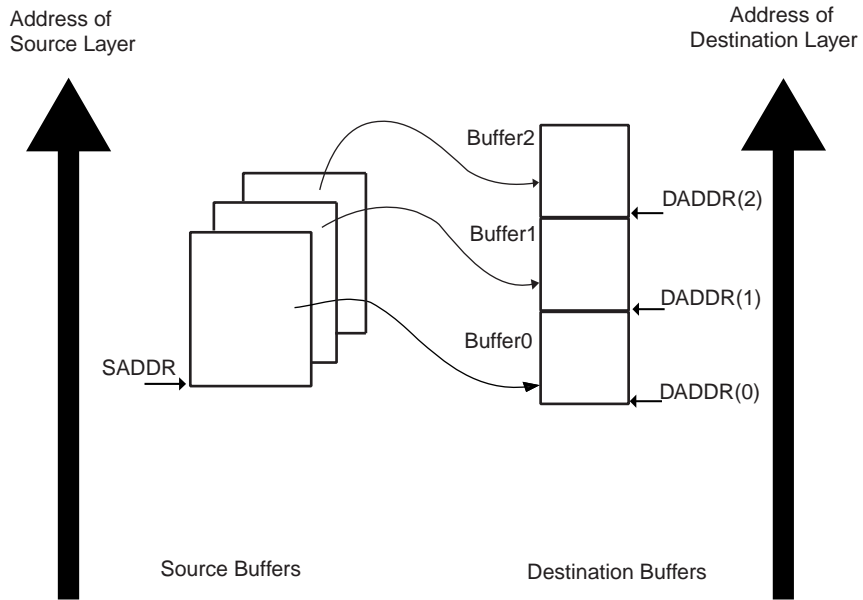 Address of
Source Layer
Address of
Destination Layer
Buffer2
DADDR(2)
Buffer1
DADDR(1)
Buffer0
SADDR
DADDR(0)
Source Buffers
Destination Buffers